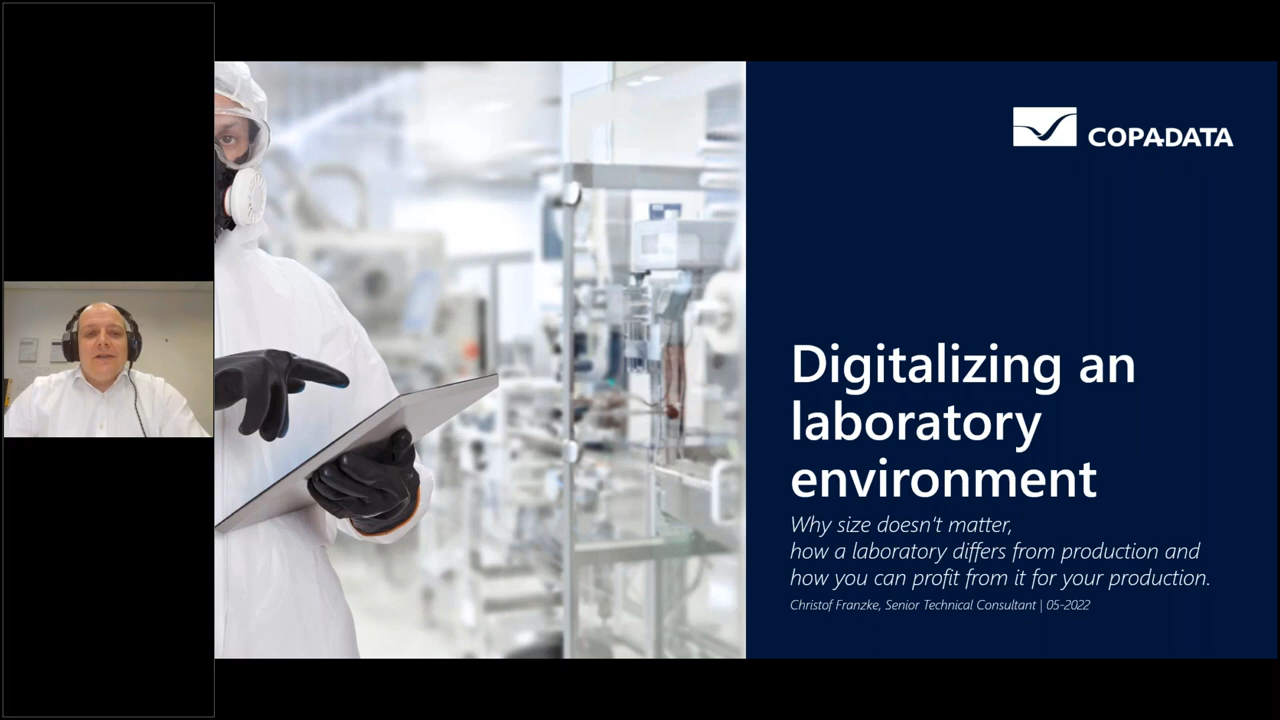 COPADATA
Digitalizing an
laboratory
environment
Why size doesn't matter,
how a laboratory differs from production and
how you can profit from it for your production.
Christof Franzke, Senior Technical Consultant | 05-2022